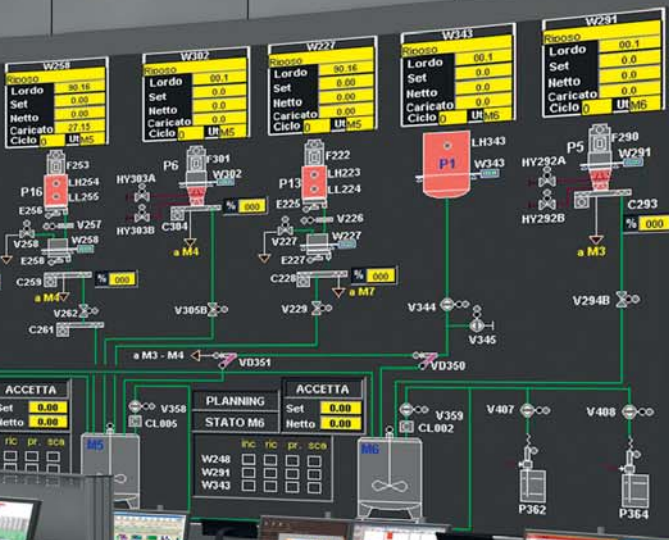 W258
Riposo
Lordo 90.16
Set 0.00
Netto 0.00
Caricato 27.15
Ciclo 0 Ut M5
W302
Riposo
Lordo 00.1
Set 0.0
Netto 0.0
Caricato 0.0
Ciclo 0 Ut M5
W227
Riposo
Lordo 90.16
Set 0.00
Netto 0.00
Caricato 0.00
Ciclo 0 Ut M5
W343
Riposo
Lordo 00.1
Set 0.0
Netto 0.0
Caricato 0.0
Ciclo 0 Ut M6
W291
Riposo
Lordo 00.1
Set 0.0
Netto 0.0
Caricato 0.0
Ciclo 0 Ut M6
F253
P16
LH254
LL255
E256
V257
V258
W258
E258
C259
% 000
a M4
V262
C261
P6
F301
HY303A
W302
HY303B
C304
% 000
a M4
V305B
F222
P13
LH223
LL224
E225
V226
V227
W227
E227
C228
% 000
a M7
V229
LH343
P1
W343
V344
V345
F290
P5
HY292A
W291
HY292B
C293
% 000
a M3
V294B
a M3 - M4
VD351
VD350
ACCETTA
Set 0.00
Netto 0.00
ric pr. sca
V358
CL005
M5
PLANNING
STATO M6
ACCETTA
Set 0.00
Netto 0.00
inc ric pr. sca
W248
W291
W343
V359
CL002
M6
V407
V408
P362
P364